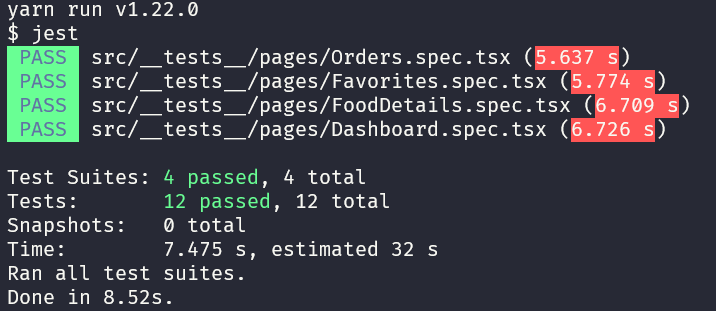 yarn run v1.22.0
$ jest
PASS src/__tests__/pages/Orders.spec.tsx (5.637 s)
PASS src/__tests__/pages/Favorites.spec.tsx (5.774 s)
PASS src/__tests__/pages/FoodDetails.spec.tsx (6.709 s)
PASS src/__tests__/pages/Dashboard.spec.tsx (6.726 s)
Test Suites: 4 passed, 4 total
Tests: 12 passed, 12 total
Snapshots: 0 total
Time: 7.475 s, estimated 32 s
Ran all test suites.
Done in 8.52s.